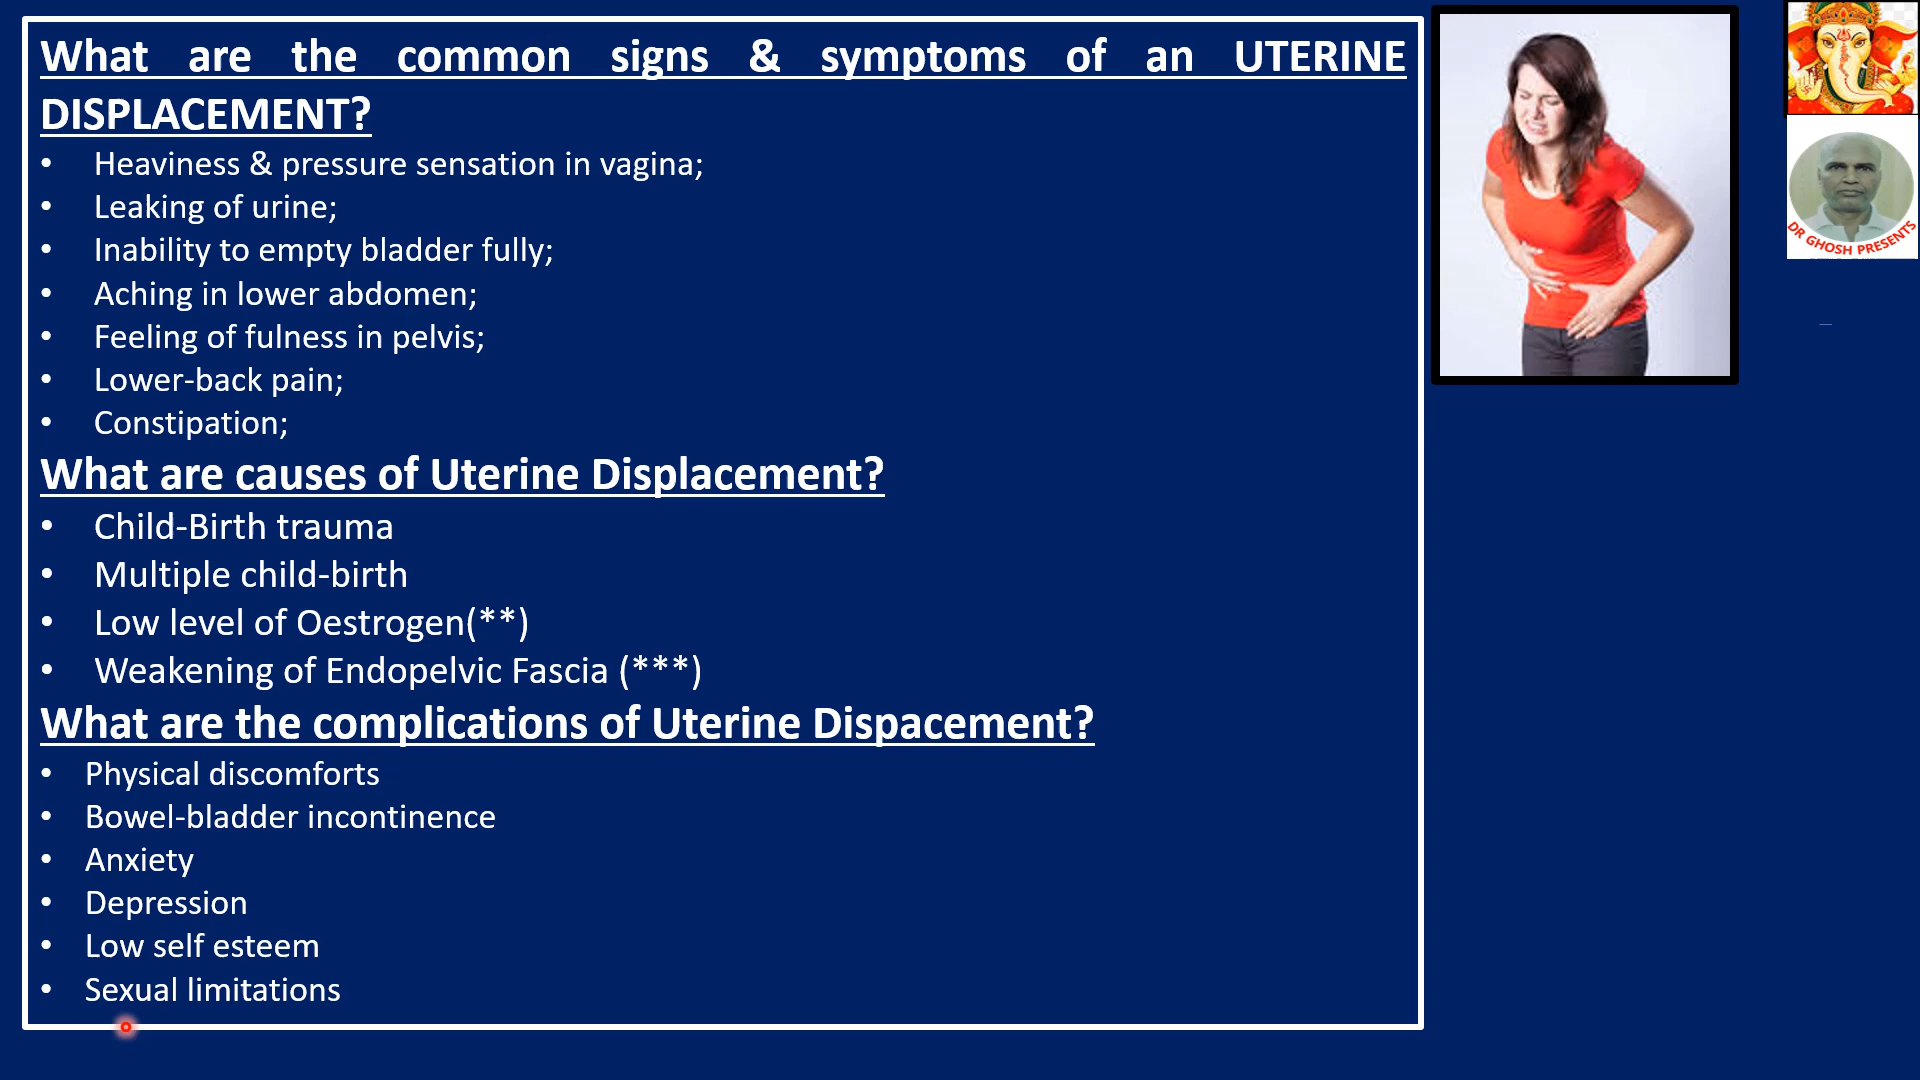 What are the common signs & symptoms of an UTERINE
DISPLACEMENT?
• Heaviness & pressure sensation in vagina;
• Leaking of urine;
• Inability to empty bladder fully;
• Aching in lower abdomen;
• Feeling of fulness in pelvis;
• Lower-back pain;
• Constipation;
What are causes of Uterine Displacement?
• Child-Birth trauma
• Multiple child-birth
• Low level of Oestrogen(**)
• Weakening of Endopelvic Fascia (***)
What are the complications of Uterine Dispacement?
• Physical discomforts
• Bowel-bladder incontinence
• Anxiety
• Depression
• Low self esteem
• Sexual limitations
DR GHOSH PRESENTS